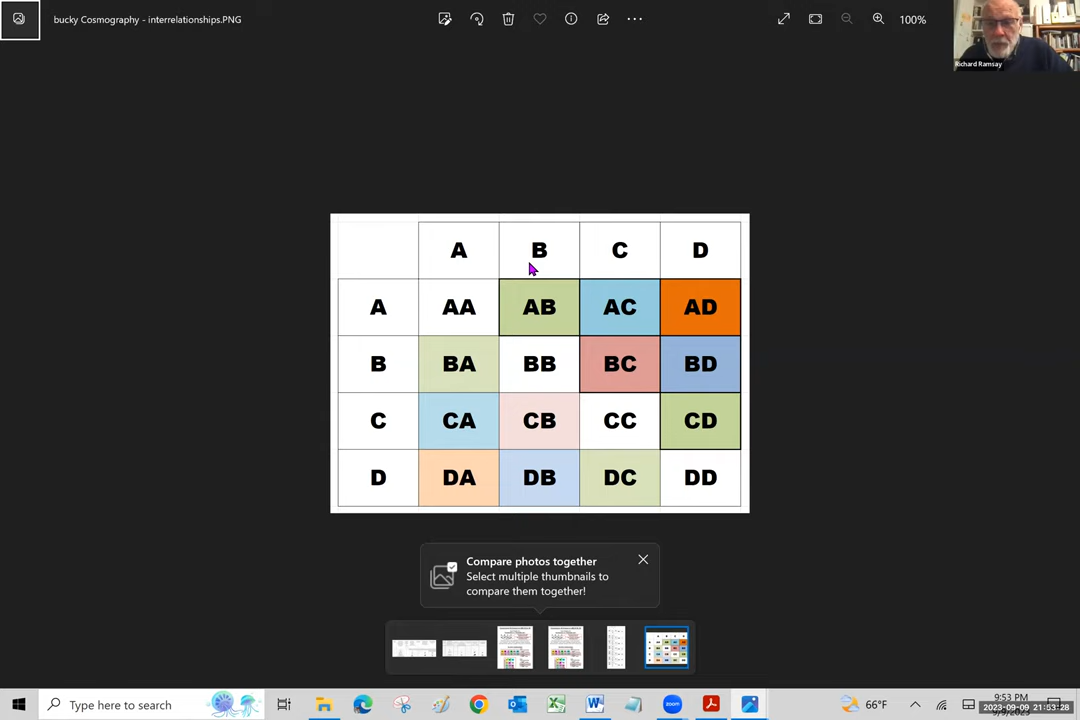 bucky Cosmography - interrelationships.PNG
100%
Richard Ramsay
A B C D
A AA AB AC AD
B BA BB BC BD
C CA CB CC CD
D DA DB DC DD
Compare photos together
Select multiple thumbnails to
compare them together!
Type here to search
zoom
66°F
9:53 PM
2023-09-09 21:53:28